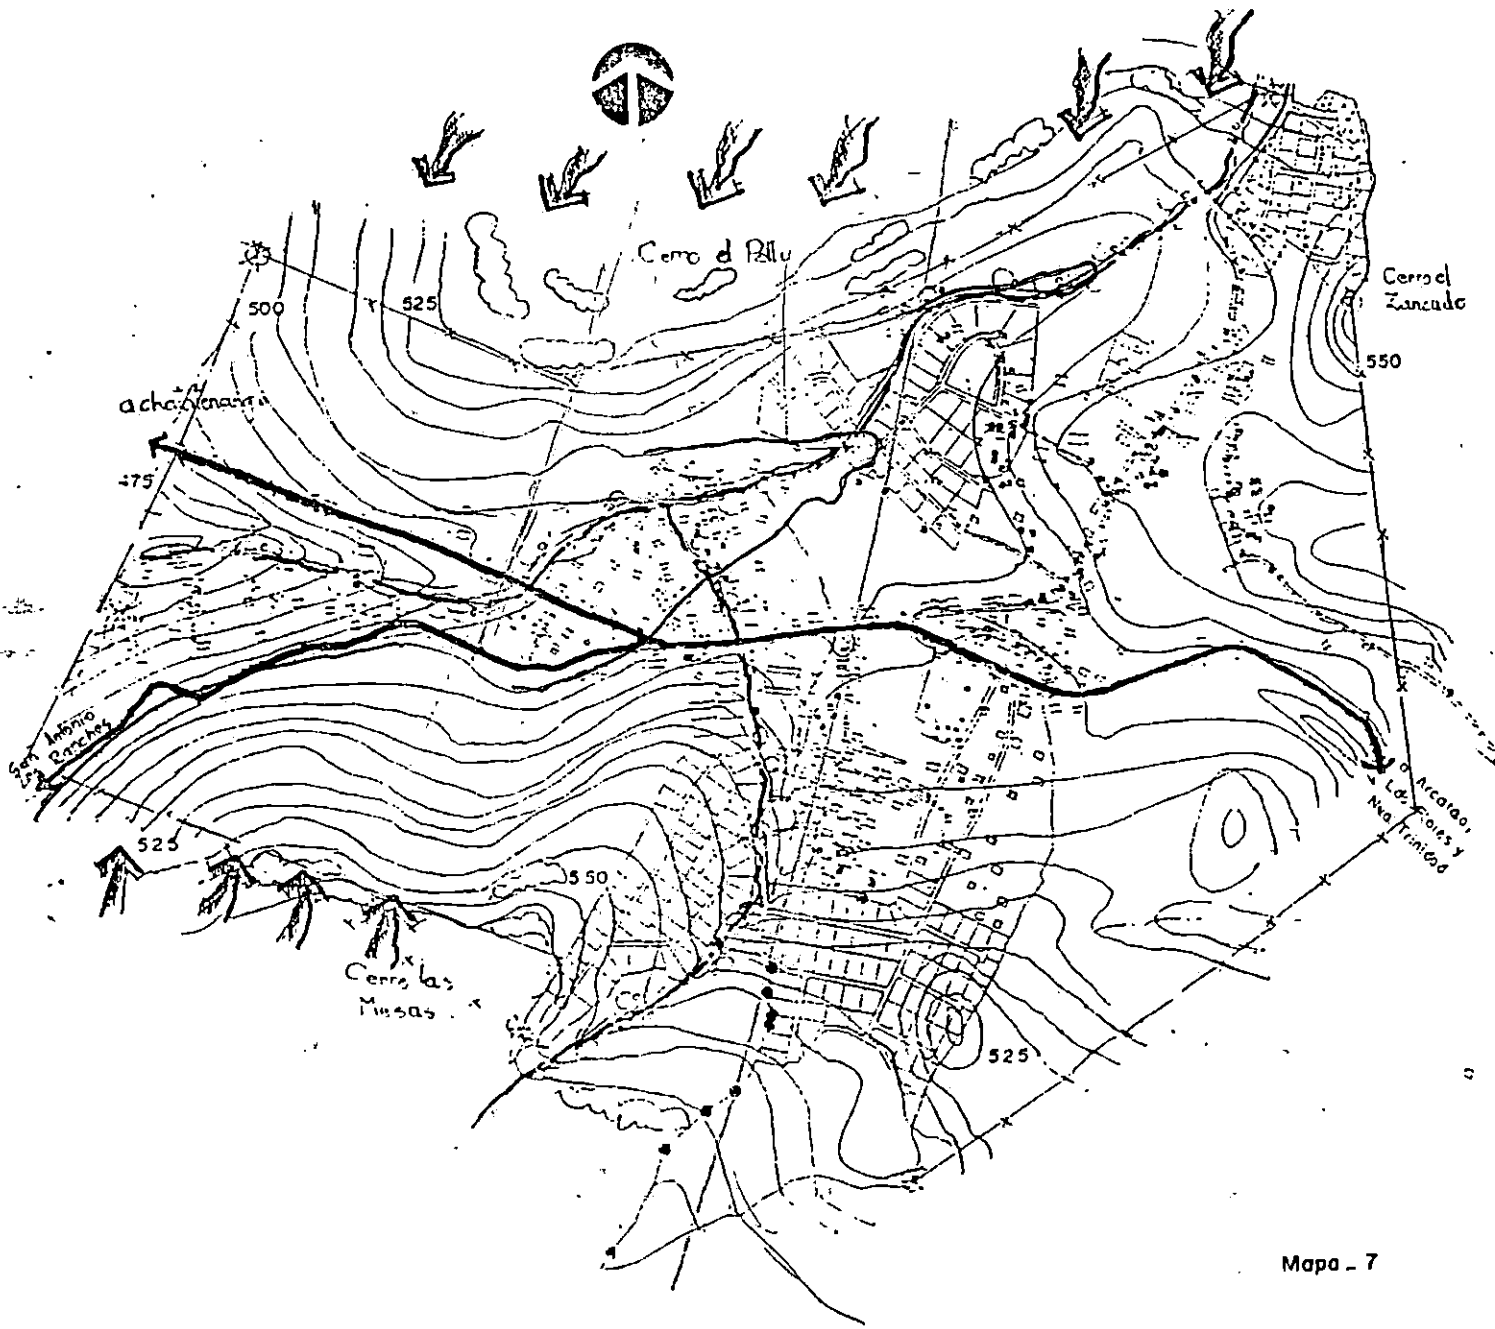 Cerro el Pollu
500
525
Cerro el
Zancudo
550
475
San Antonio
Los Ranchos
Arcatao,
Las Flores y
Nva. Trinidad
525
550
Cerro las
Mesas
525
Mapa - 7